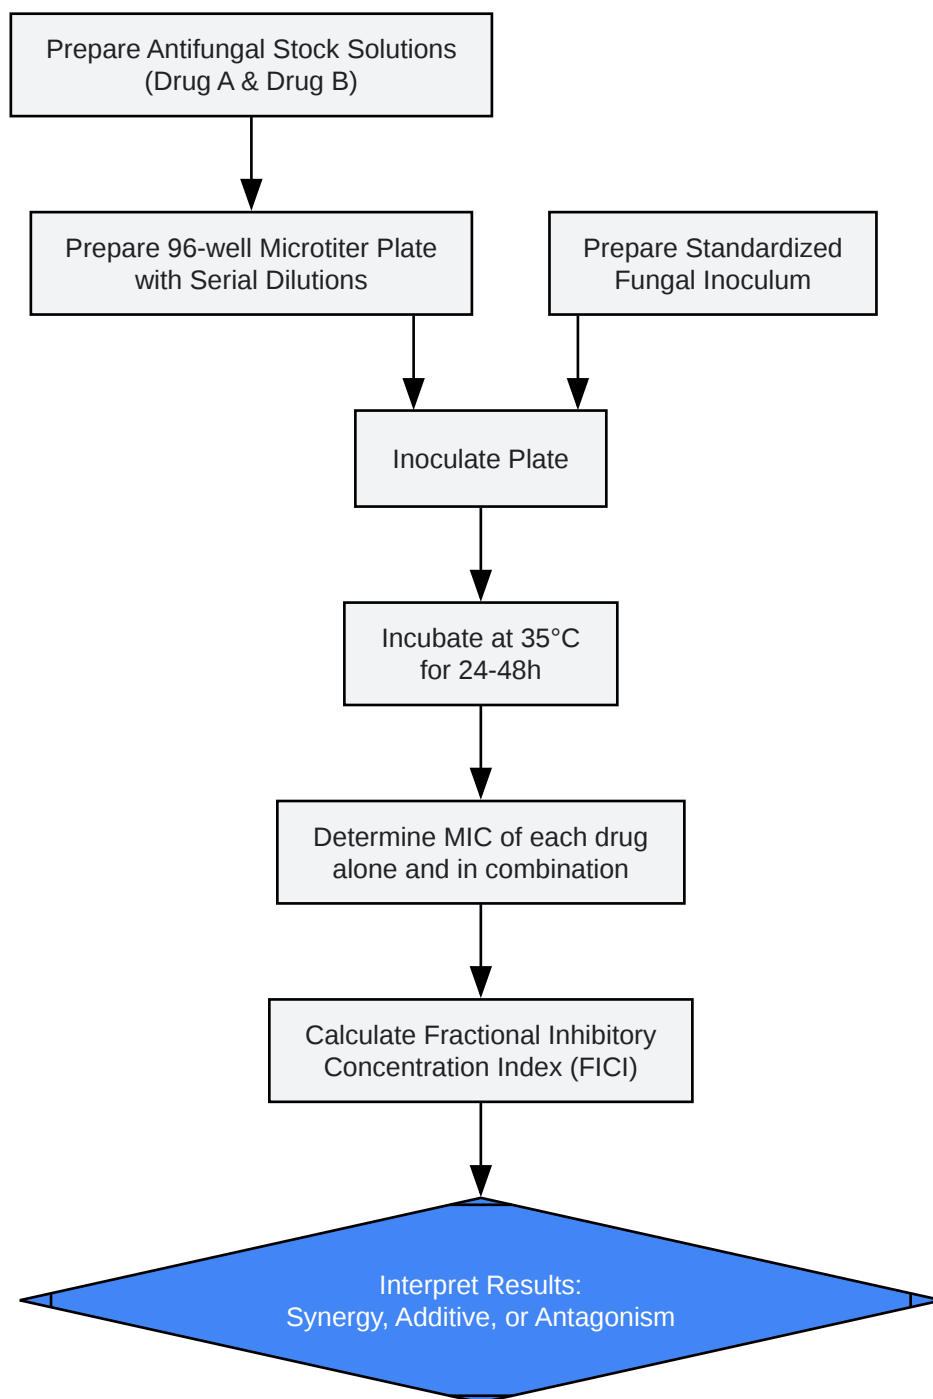 Prepare Antifungal Stock Solutions
(Drug A & Drug B)
Prepare 96-well Microtiter Plate
with Serial Dilutions
Prepare Standardized
Fungal Inoculum
Inoculate Plate
Incubate at 35°C
for 24-48h
Determine MIC of each drug
alone and in combination
Calculate Fractional Inhibitory
Concentration Index (FICI)
Interpret Results:
Synergy, Additive, or Antagonism